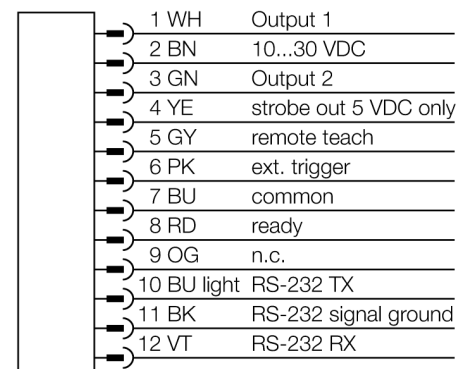 1 WH Output 1
2 BN 10...30 VDC
3 GN Output 2
4 YE strobe out 5 VDC only
5 GY remote teach
6 PK ext. trigger
7 BU common
8 RD ready
9 OG n.c.
10 BU light RS-232 TX
11 BK RS-232 signal ground
12 VT RS-232 RX